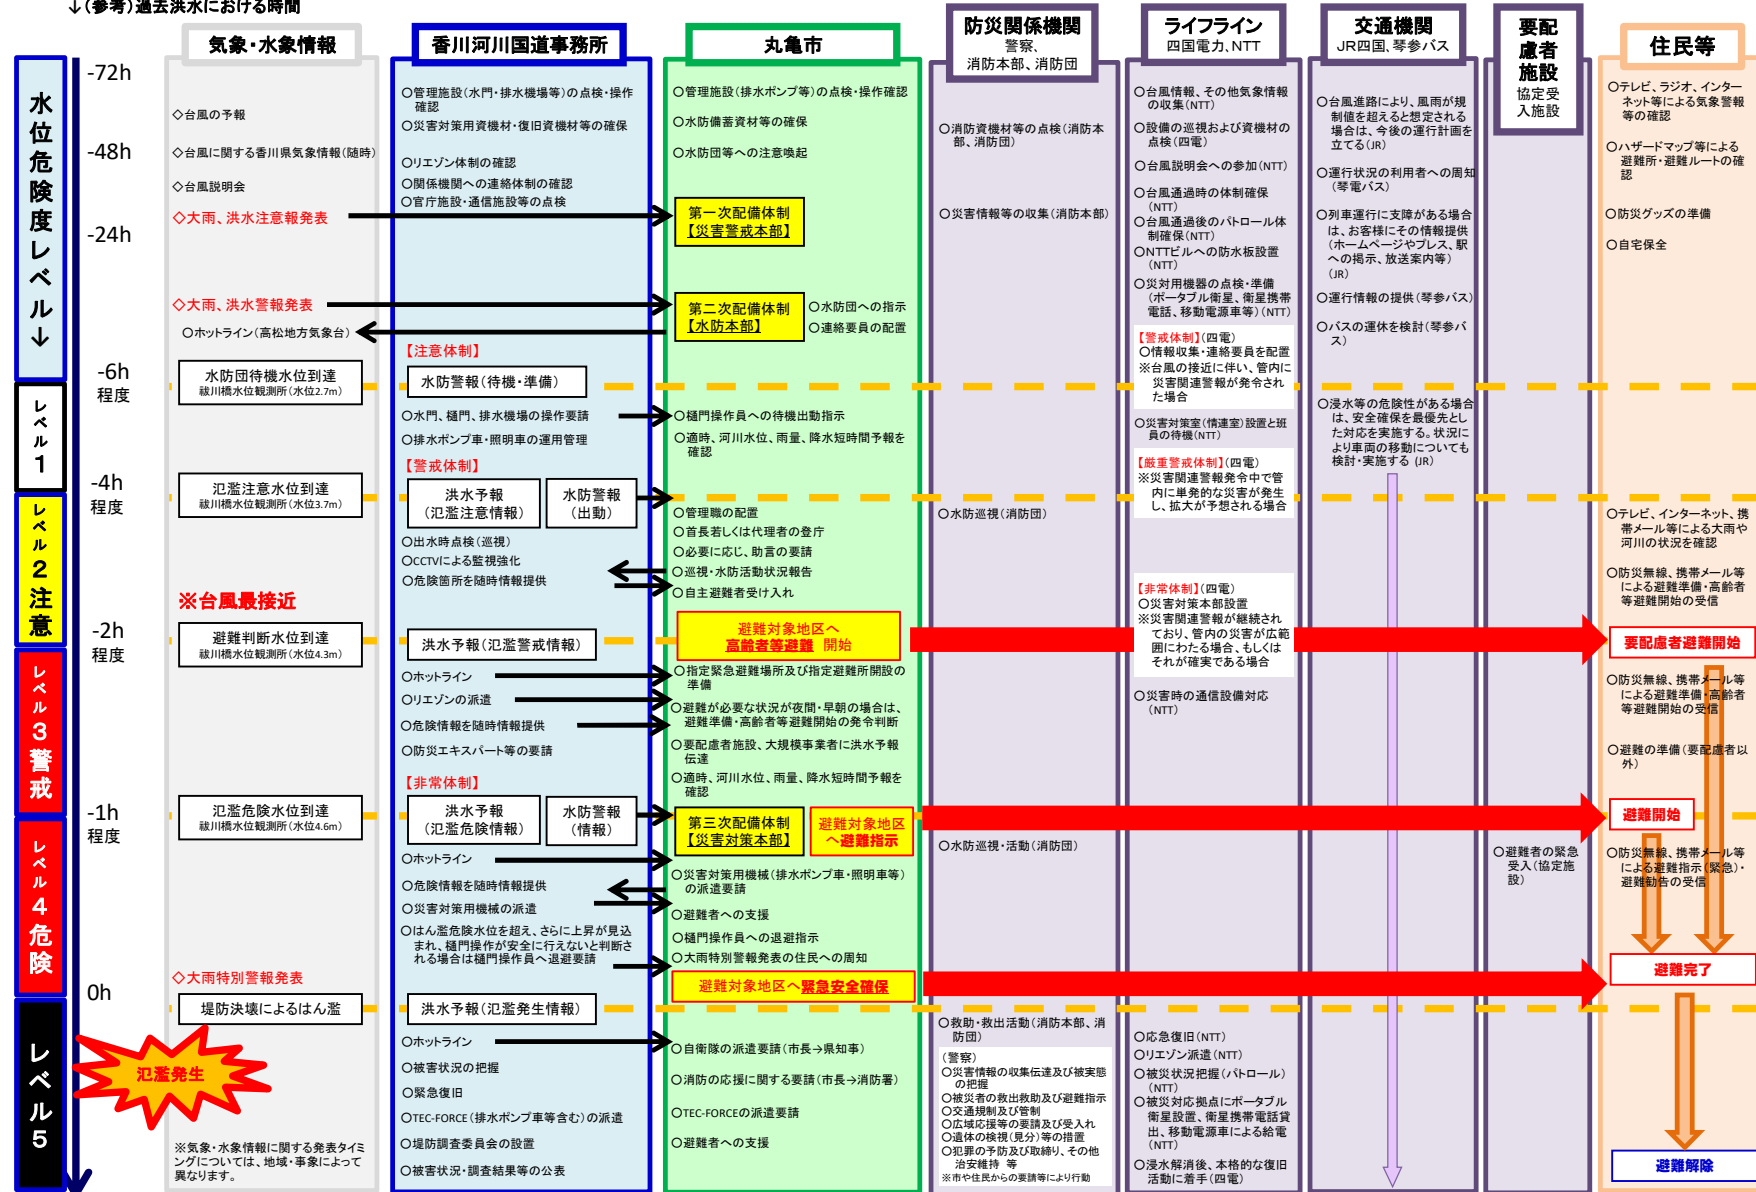 ↓(参考)過去洪水における時間
水位危険度レベル↓
レベル1
レベル2注意
レベル3警戒
レベル4危険
レベル5
-72h
-48h
-24h
-6h
程度
-4h
程度
-2h
程度
-1h
程度
0h
氾濫発生
気象・水象情報
◇台風の予報
◇台風に関する香川県気象情報(随時)
◇台風説明会
◇大雨、洪水注意報発表
◇大雨、洪水警報発表
○ホットライン(高松地方気象台)
水防団待機水位到達
祓川橋水位観測所(水位2.7m)
氾濫注意水位到達
祓川橋水位観測所(水位3.7m)
※台風最接近
避難判断水位到達
祓川橋水位観測所(水位4.3m)
氾濫危険水位到達
祓川橋水位観測所(水位4.6m)
◇大雨特別警報発表
堤防決壊によるはん濫
※気象・水象情報に関する発表タイミ
ングについては、地域・事象によって
異なります。
香川河川国道事務所
○管理施設(水門・排水機場等)の点検・操作
確認
○災害対策用資機材・復旧資機材等の確保
○リエゾン体制の確認
○関係機関への連絡体制の確認
○官庁施設・通信施設等の点検
【注意体制】
水防警報(待機・準備)
○水門、樋門、排水機場の操作要請
○排水ポンプ車・照明車の運用管理
【警戒体制】
洪水予報
(氾濫注意情報)
水防警報
(出動)
○出水時点検(巡視)
○CCTVによる監視強化
○危険箇所を随時情報提供
洪水予報(氾濫警戒情報)
○ホットライン
○リエゾンの派遣
○危険情報を随時情報提供
○防災エキスパート等の要請
【非常体制】
洪水予報
(氾濫危険情報)
水防警報
(情報)
○ホットライン
○危険情報を随時情報提供
○災害対策用機械の派遣
○はん濫危険水位を超え、さらに上昇が見込
まれ、樋門操作が安全に行えないと判断さ
れる場合は樋門操作員へ退避要請
洪水予報(氾濫発生情報)
○ホットライン
○被害状況の把握
○緊急復旧
○TEC-FORCE(排水ポンプ車等含む)の派遣
○堤防調査委員会の設置
○被害状況・調査結果等の公表
丸亀市
○管理施設(排水ポンプ等)の点検・操作確認
○水防備蓄資材等の確保
○水防団等への注意喚起
第一次配備体制
【災害警戒本部】
第二次配備体制
【水防本部】
○水防団への指示
○連絡要員の配置
○樋門操作員への待機出動指示
○適時、河川水位、雨量、降水短時間予報を
確認
○管理職の配置
○首長若しくは代理者の登庁
○必要に応じ、助言の要請
○巡視・水防活動状況報告
○自主避難者受け入れ
避難対象地区へ
高齢者等避難 開始
○指定緊急避難場所及び指定避難所開設の
準備
○避難が必要な状況が夜間・早朝の場合は、
避難準備・高齢者等避難開始の発令判断
○要配慮者施設、大規模事業者に洪水予報
伝達
○適時、河川水位、雨量、降水短時間予報を
確認
第三次配備体制
【災害対策本部】
避難対象地区
へ避難指示
○災害対策用機械(排水ポンプ車・照明車等)
の派遣要請
○避難者への支援
○樋門操作員への退避指示
○大雨特別警報発表の住民への周知
避難対象地区へ緊急安全確保
○自衛隊の派遣要請(市長→県知事)
○消防の応援に関する要請(市長→消防署)
○TEC-FORCEの派遣要請
○避難者への支援
防災関係機関
警察、
消防本部、消防団
○消防資機材等の点検(消防本
部、消防団)
○災害情報等の収集(消防本部)
○水防巡視(消防団)
○水防巡視・活動(消防団)
○救助・救出活動(消防本部、消
防団)
(警察)
○災害情報の収集伝達及び被実態
の把握
○被災者の救出救助及び避難指示
○交通規制及び管制
○広域応援等の要請及び受入れ
○遺体の検視(見分)等の措置
○犯罪の予防及び取締り、その他
治安維持 等
※市や住民からの要請等により行動
ライフライン
四国電力、NTT
○台風情報、その他気象情報
の収集(NTT)
○設備の巡視および資機材の
点検(四電)
○台風説明会への参加(NTT)
○台風通過時の体制確保
(NTT)
○台風通過後のパトロール体
制確保(NTT)
○NTTビルへの防水板設置
(NTT)
○災対用機器の点検・準備
(ポータブル衛星、衛星携帯
電話、移動電源車等)(NTT)
【警戒体制】(四電)
○情報収集・連絡要員を配置
※台風の接近に伴い、管内に
災害関連警報が発令され
た場合
○災害対策室(情連室)設置と班
員の待機(NTT)
【厳重警戒体制】(四電)
※災害関連警報発令中で管
内に単発的な災害が発生
し、拡大が予想される場合
【非常体制】(四電)
○災害対策本部設置
※災害関連警報が継続され
ており、管内の災害が広範
囲にわたる場合、もしくは
それが確実である場合
○災害時の通信設備対応
(NTT)
○応急復旧(NTT)
○リエゾン派遣(NTT)
○被災状況把握(パトロール)
(NTT)
○被災対応拠点にポータブル
衛星設置、衛星携帯電話貸
出、移動電源車による給電
(NTT)
○浸水解消後、本格的な復旧
活動に着手(四電)
交通機関
JR四国、琴参バス
○台風進路により、風雨が規
制値を超えると想定される
場合は、今後の運行計画を
立てる(JR)
○運行状況の利用者への周知
(琴電バス)
○列車運行に支障がある場合
は、お客様にその情報提供
(ホームページやプレス、駅
への掲示、放送案内等)
(JR)
○運行情報の提供(琴参バス)
○バスの運休を検討(琴参バ
ス)
○浸水等の危険性がある場合
は、安全確保を最優先とし
た対応を実施する。状況に
より車両の移動についても
検討・実施する (JR)
要配
慮者
施設
協定受
入施設
○避難者の緊急
受入(協定施
設)
住民等
○テレビ、ラジオ、インター
ネット等による気象警報
等の確認
○ハザードマップ等による
避難所・避難ルートの確
認
○防災グッズの準備
○自宅保全
○テレビ、インターネット、携
帯メール等による大雨や
河川の状況を確認
○防災無線、携帯メール等
による避難準備・高齢者
等避難開始の受信
要配慮者避難開始
○防災無線、携帯メール等
による避難準備・高齢者
等避難開始の受信
○避難の準備(要配慮者以
外)
避難開始
○防災無線、携帯メール等
による避難指示(緊急)・
避難勧告の受信
避難完了
避難解除